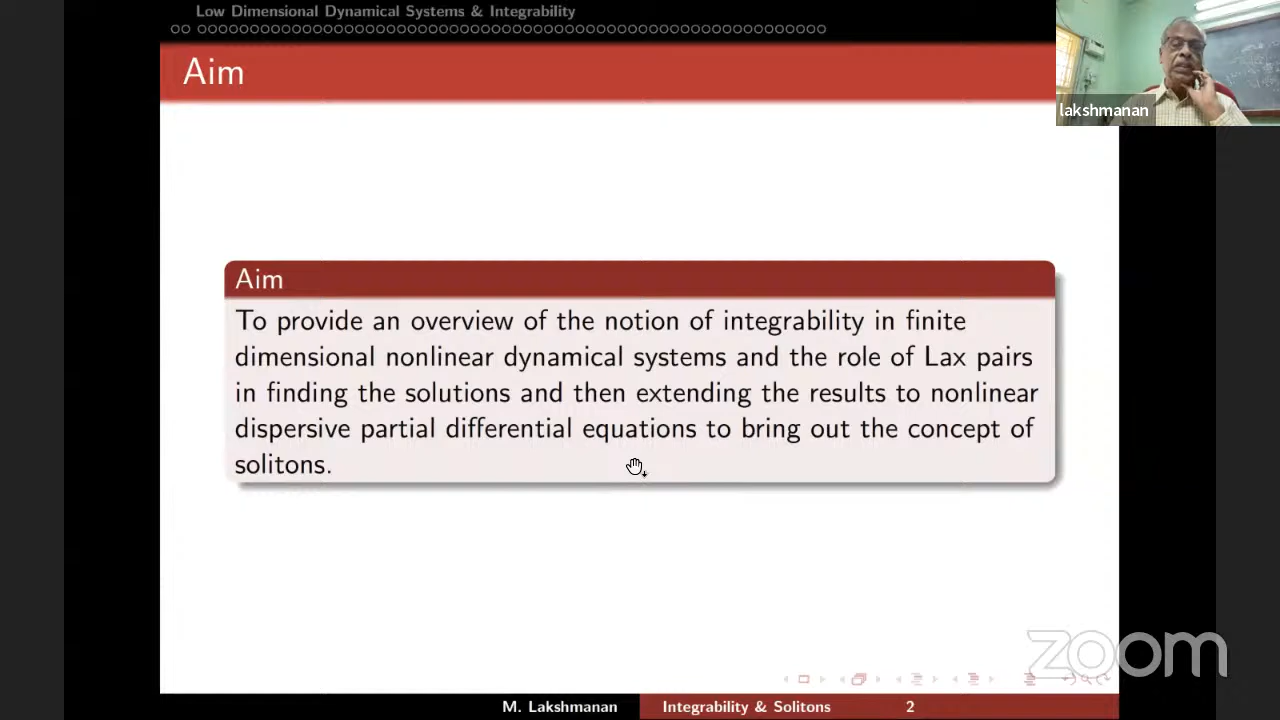 Low Dimensional Dynamical Systems & Integrability
Aim
lakshmanan
Aim
To provide an overview of the notion of integrability in finite
dimensional nonlinear dynamical systems and the role of Lax pairs
in finding the solutions and then extending the results to nonlinear
dispersive partial differential equations to bring out the concept of
solitons.
zoom
M. Lakshmanan Integrability & Solitons 2